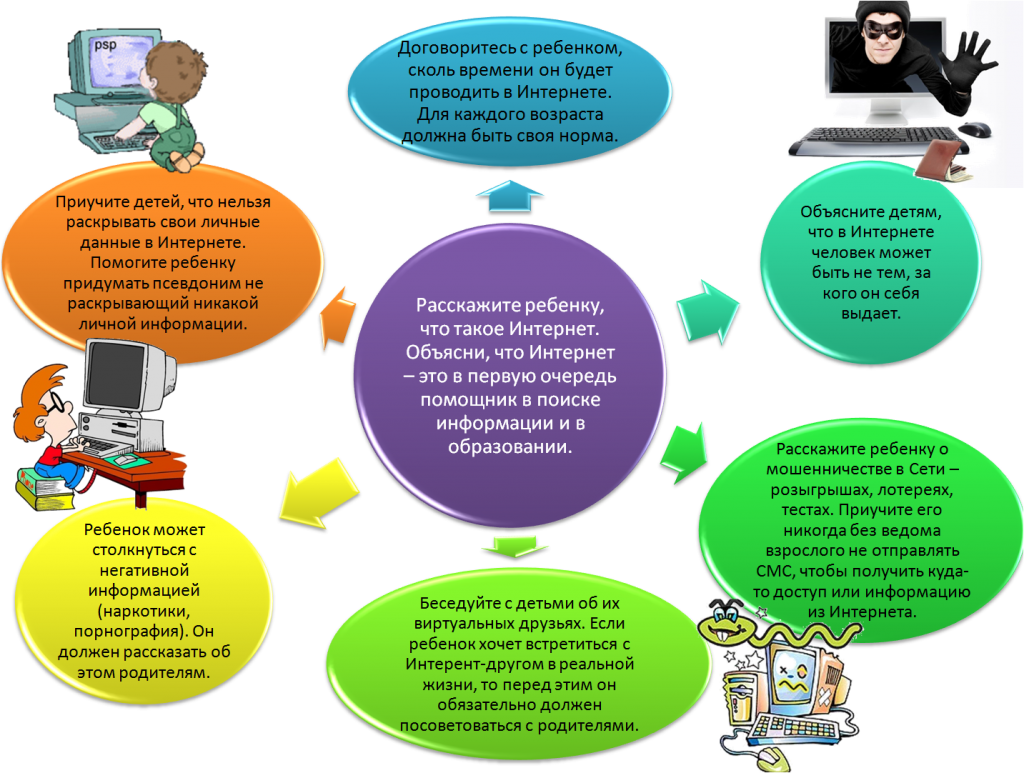 psp
Договоритесь с ребенком,
сколь времени он будет
проводить в Интернете.
Для каждого возраста
должна быть своя норма.
Приучите детей, что нельзя
раскрывать свои личные
данные в Интернете.
Помогите ребенку
придумать псевдоним не
раскрывающий никакой
личной информации.
Объясните детям,
что в Интернете
человек может
быть не тем, за
кого он себя
выдает.
Расскажите ребенку,
что такое Интернет.
Объясни, что Интернет
– это в первую очередь
помощник в поиске
информации и в
образовании.
Расскажите ребенку о
мошенничестве в Сети –
розыгрышах, лотереях,
тестах. Приучите его
никогда без ведома
взрослого не отправлять
СМС, чтобы получить куда-
то доступ или информацию
из Интернета.
Ребенок может
столкнуться с
негативной
информацией
(наркотики,
порнография). Он
должен рассказать об
этом родителям.
Беседуйте с детьми об их
виртуальных друзьях. Если
ребенок хочет встретиться с
Интерент-другом в реальной
жизни, то перед этим он
обязательно должен
посоветоваться с родителями.